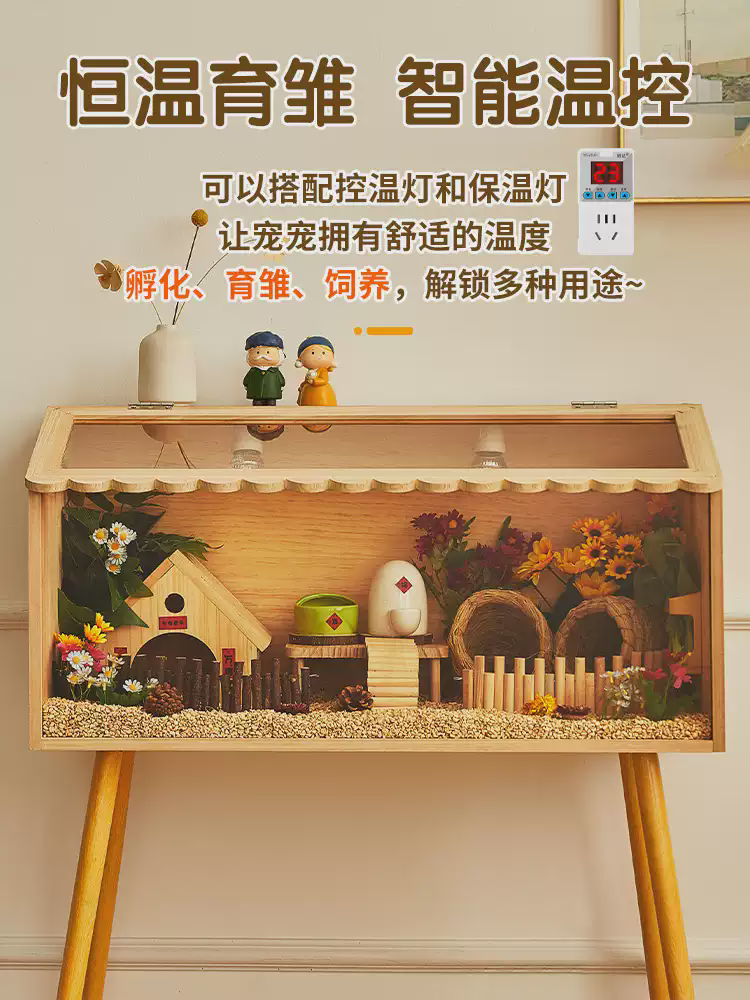 恒温育雏 智能温控
可以搭配控温灯和保温灯
23
让宠宠拥有舒适的温度
孵化、育雏、饲养，解锁多种用途~